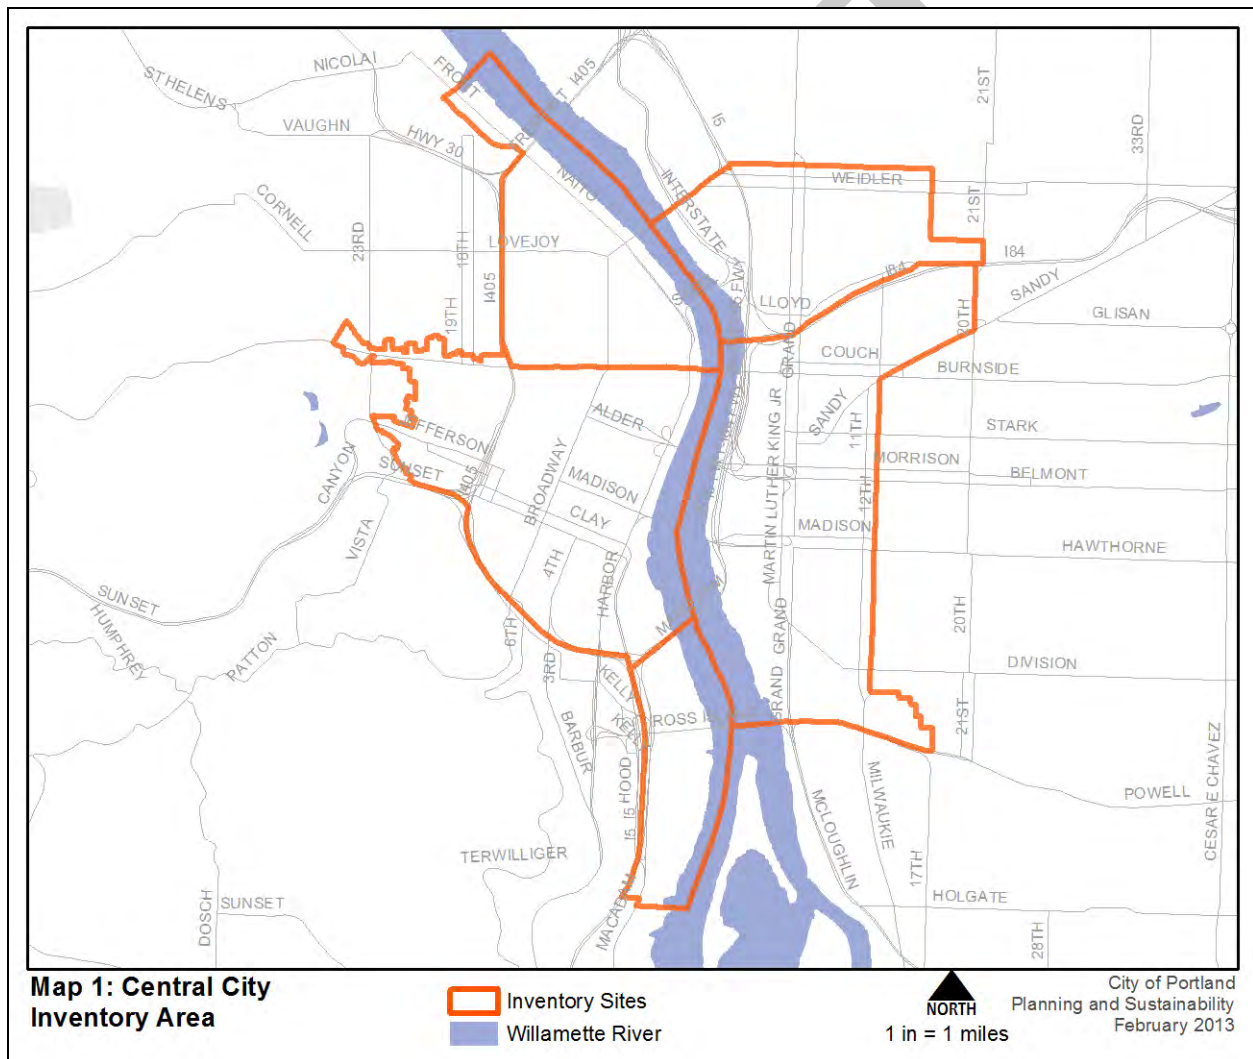 NICOLAI
ST HELENS
FRONT
I405
I5
21ST
33RD
VAUGHN
HWY 30
NAITO
INTERSTATE
WEIDLER
CORNELL
23RD
18TH
LOVEJOY
21ST
I84
I405
19TH
I84
SANDY
LLOYD
20TH
GLISAN
GRAND
COUCH
BURNSIDE
ALDER
SANDY
STARK
JEFFERSON
11TH
MORRISON
BELMONT
CANYON
SUNSET
I405
BROADWAY
MADISON
CLAY
MARTIN LUTHER KING JR
12TH
MADISON
HAWTHORNE
VISTA
4TH
HARBOR
SUNSET
HUMPHREY
PATTON
6TH
3RD
GRAND
GRAND
20TH
DIVISION
KELLY
KELLY
BARBUR
GRAND
21ST
HOOD
I5
I5
MILWAUKIE
MCLOUGHLIN
POWELL
CESAR E CHAVEZ
TERWILLIGER
17TH
HOLGATE
DOSCH
SUNSET
MACADAM
28TH
Map 1: Central City
Inventory Area
Inventory Sites
Willamette River
NORTH
1 in = 1 miles
City of Portland
Planning and Sustainability
February 2013